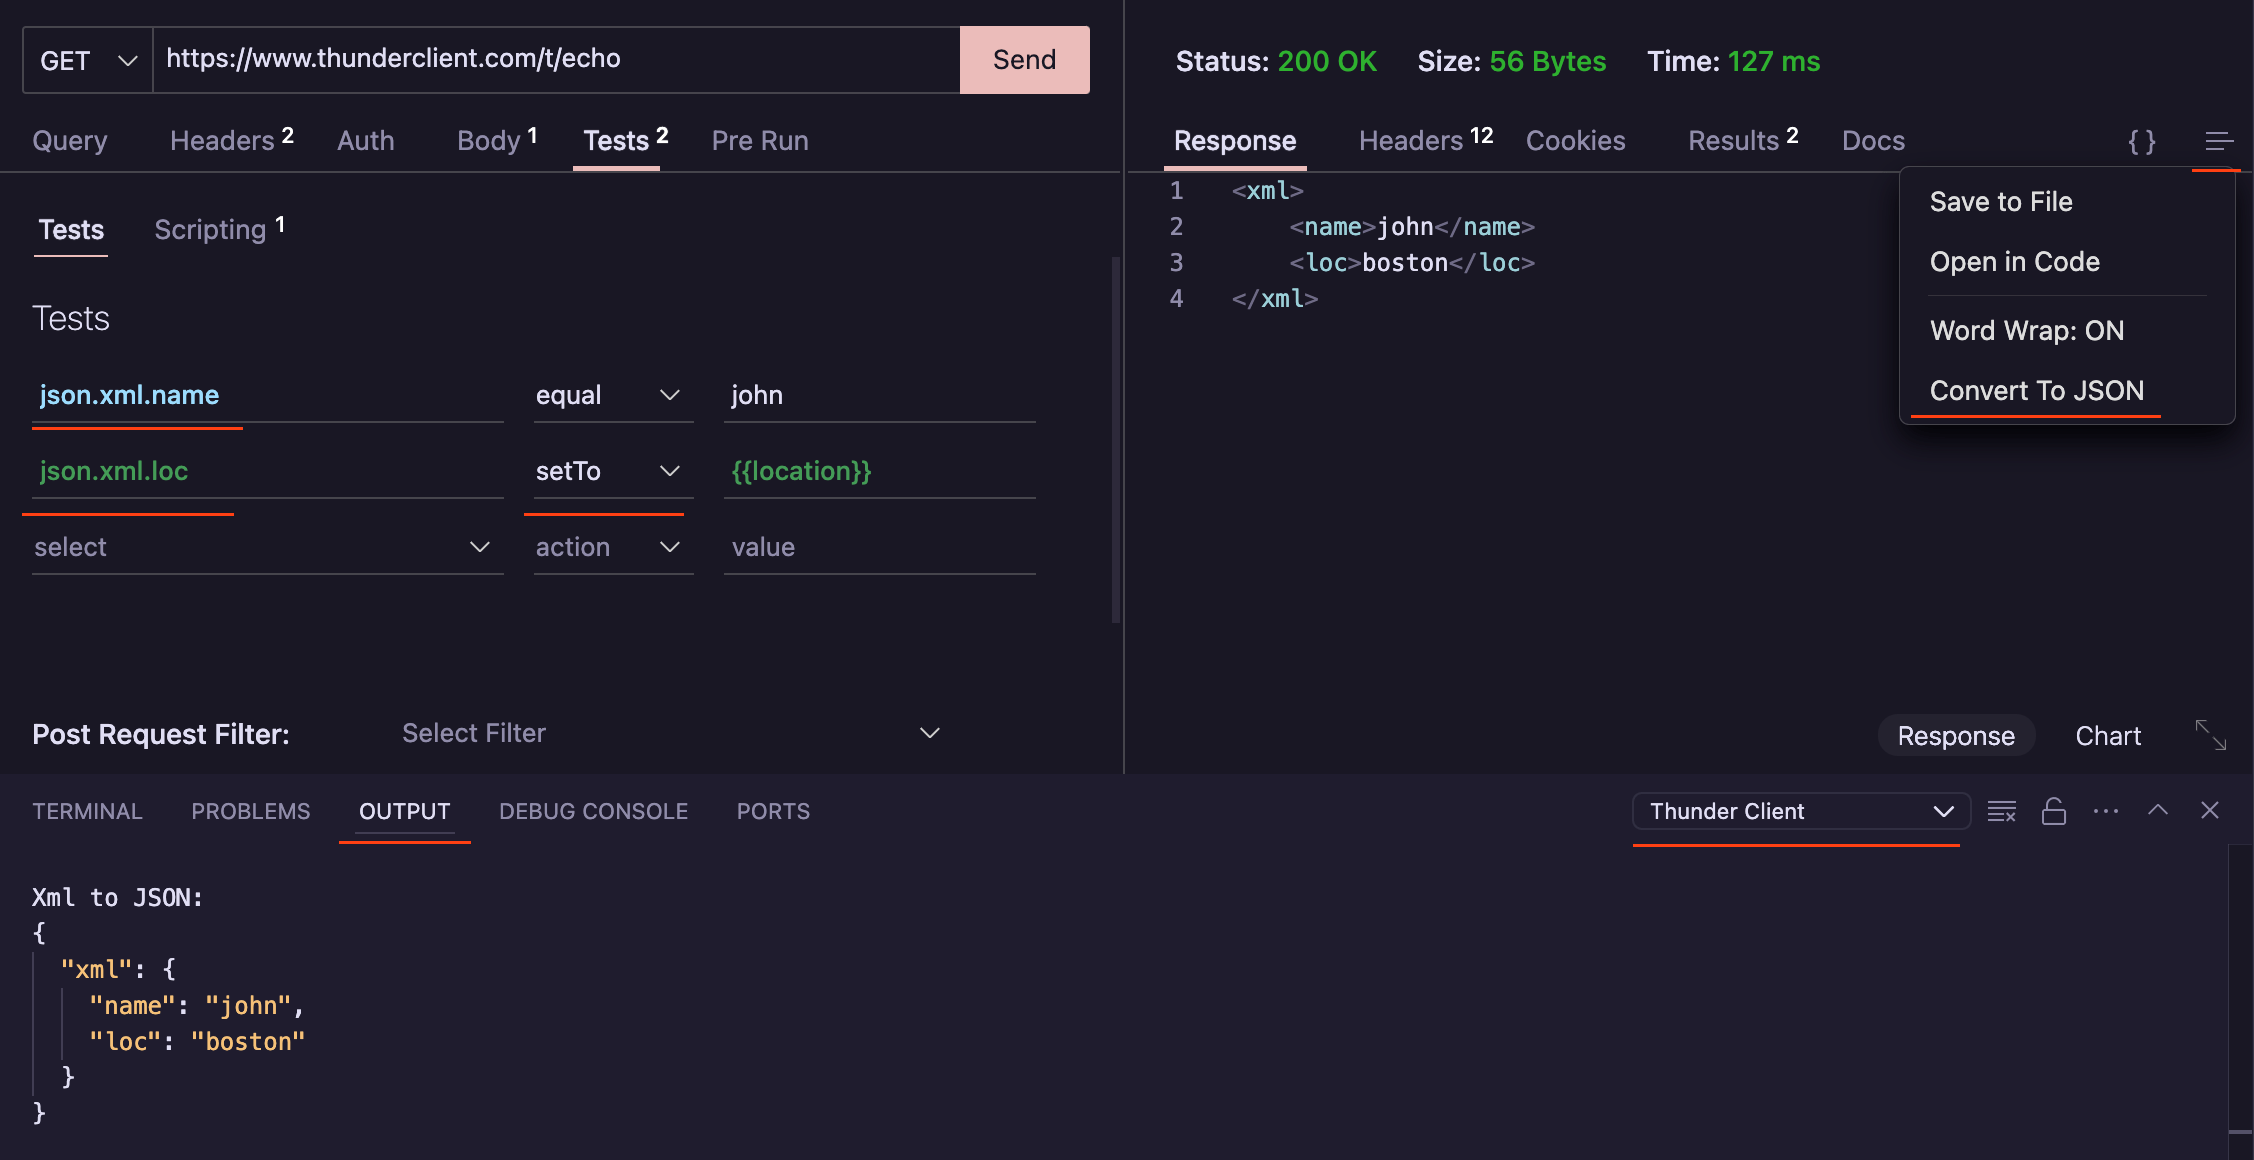 GET https://www.thunderclient.com/t/echo Send
Query Headers 2 Auth Body 1 Tests 2 Pre Run
Tests Scripting 1
Tests
json.xml.name equal john
json.xml.loc setTo {{location}}
select action value
Post Request Filter: Select Filter
Status: 200 OK Size: 56 Bytes Time: 127 ms
Response Headers 12 Cookies Results 2 Docs {}
1 <xml>
2     <name>john</name>
3     <loc>boston</loc>
4 </xml>
Save to File
Open in Code
Word Wrap: ON
Convert To JSON
Response Chart
TERMINAL PROBLEMS OUTPUT DEBUG CONSOLE PORTS Thunder Client
Xml to JSON:
{
  "xml": {
    "name": "john",
    "loc": "boston"
  }
}